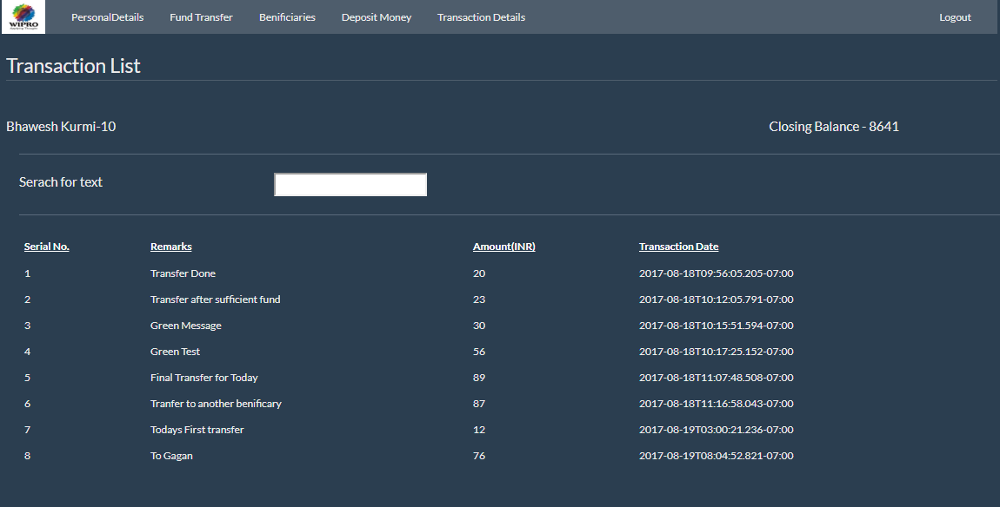 WIPRO
Applying Thought
PersonalDetails Fund Transfer Benificiaries Deposit Money Transaction Details Logout
Transaction List
Bhawesh Kurmi-10 Closing Balance - 8641
Serach for text
Serial No. Remarks Amount(INR) Transaction Date
1 Transfer Done 20 2017-08-18T09:56:05.205-07:00
2 Transfer after sufficient fund 23 2017-08-18T10:12:05.791-07:00
3 Green Message 30 2017-08-18T10:15:51.594-07:00
4 Green Test 56 2017-08-18T10:17:25.152-07:00
5 Final Transfer for Today 89 2017-08-18T11:07:48.508-07:00
6 Tranfer to another benificary 87 2017-08-18T11:16:58.043-07:00
7 Todays First transfer 12 2017-08-19T03:00:21.236-07:00
8 To Gagan 76 2017-08-19T08:04:52.821-07:00